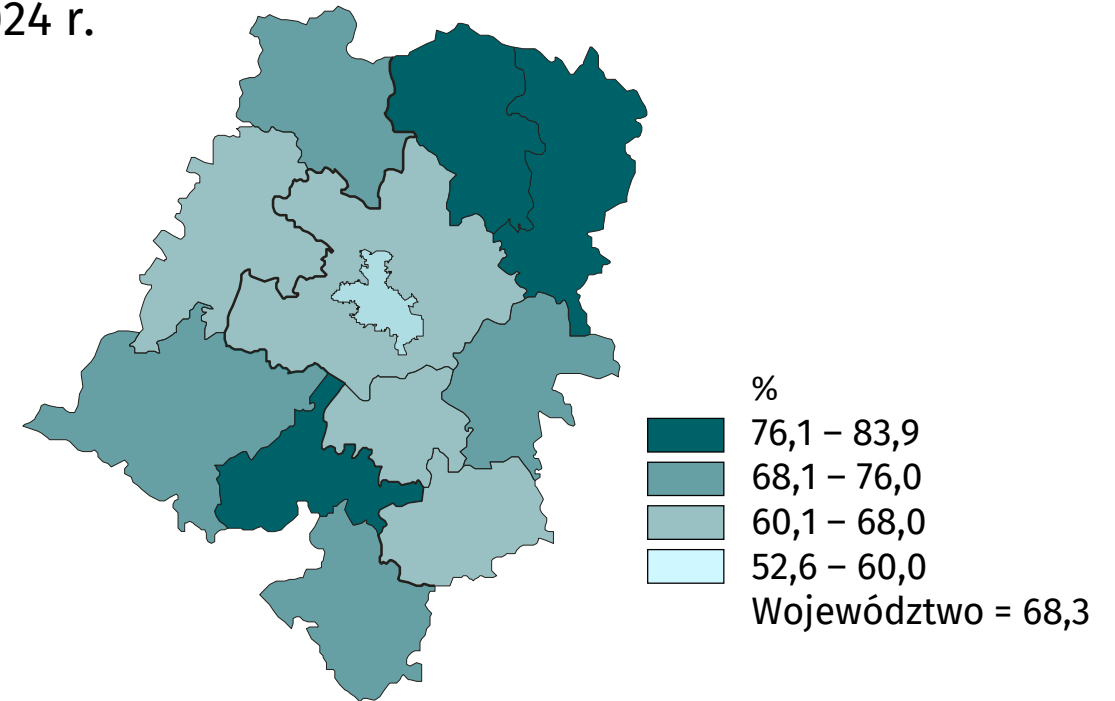 24 r.
%
76,1 – 83,9
68,1 – 76,0
60,1 – 68,0
52,6 – 60,0
Województwo = 68,3